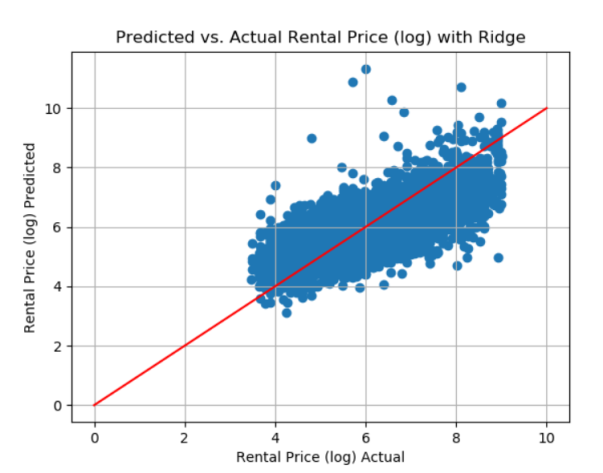 Predicted vs. Actual Rental Price (log) with Ridge
10
8
6
4
2
0
Rental Price (log) Predicted
0 2 4 6 8 10
Rental Price (log) Actual